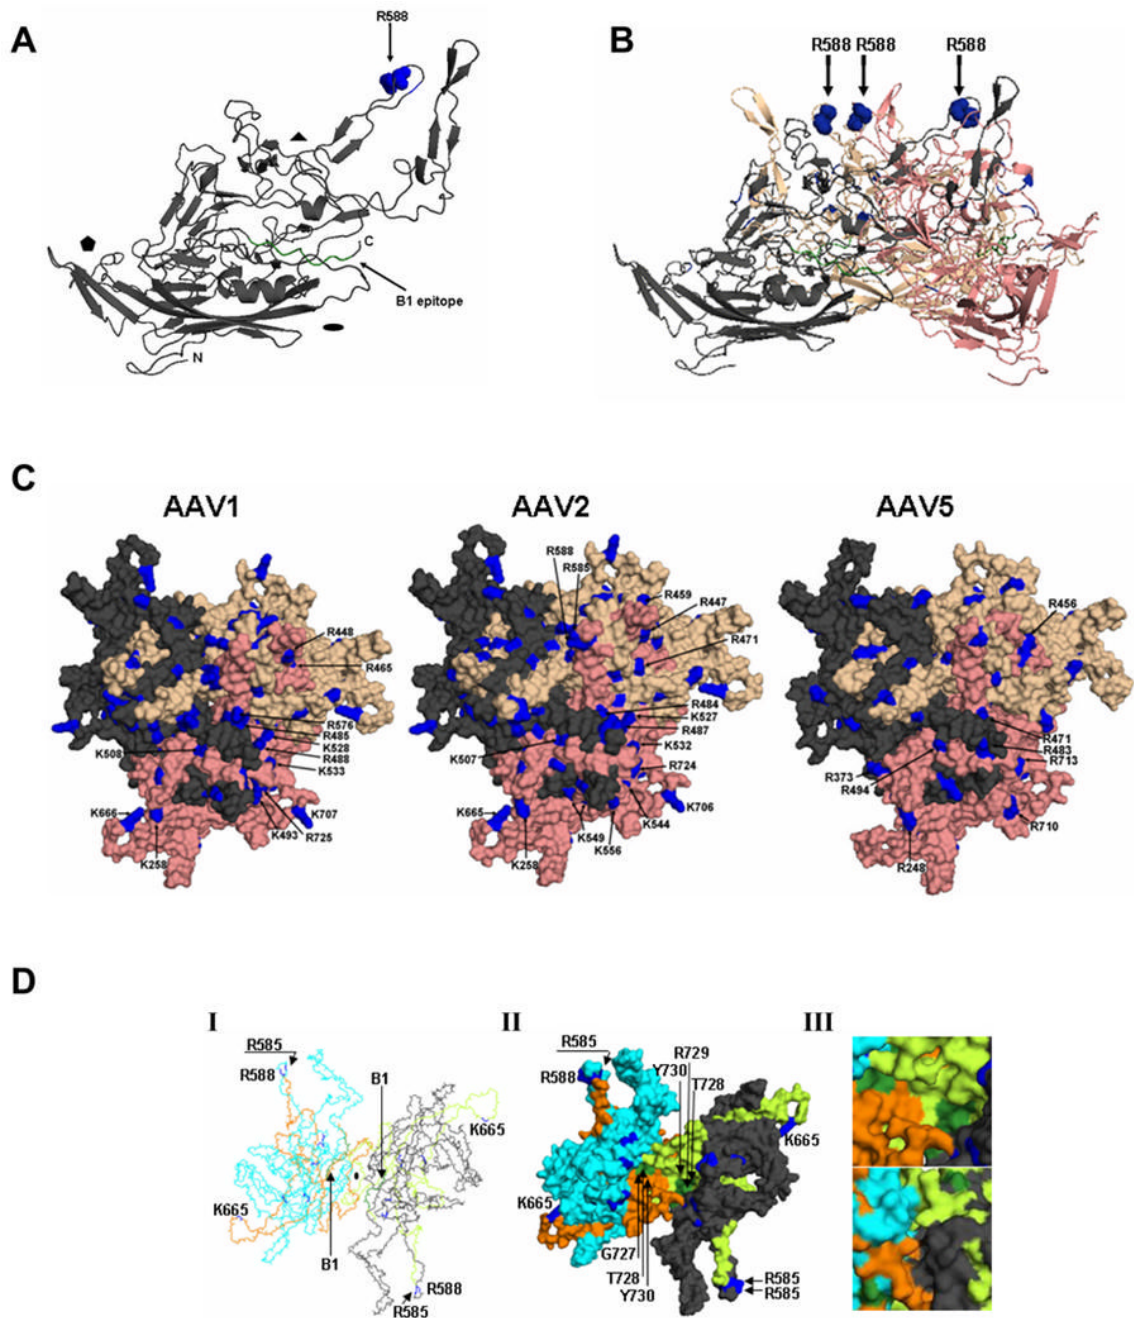 A
R588
C
B1 epitope
N
B
R588 R588 R588
C
AAV1
R448
R465
R576
R485
K528
R488
K533
K508
K666
K707
K493
R725
K258
AAV2
R588
R585
R459
R447
R471
R484
K527
R487
K532
K507
R724
K665
K706
K544
K549
K556
K258
AAV5
R456
R471
R483
R713
R373
R494
R710
R248
D
I
R585
R588
B1
K665
K665
B1
R588
R585
II
R585
R588
R729
Y730
T728
K665
K665
G727
T728
Y730
R585
R585
III